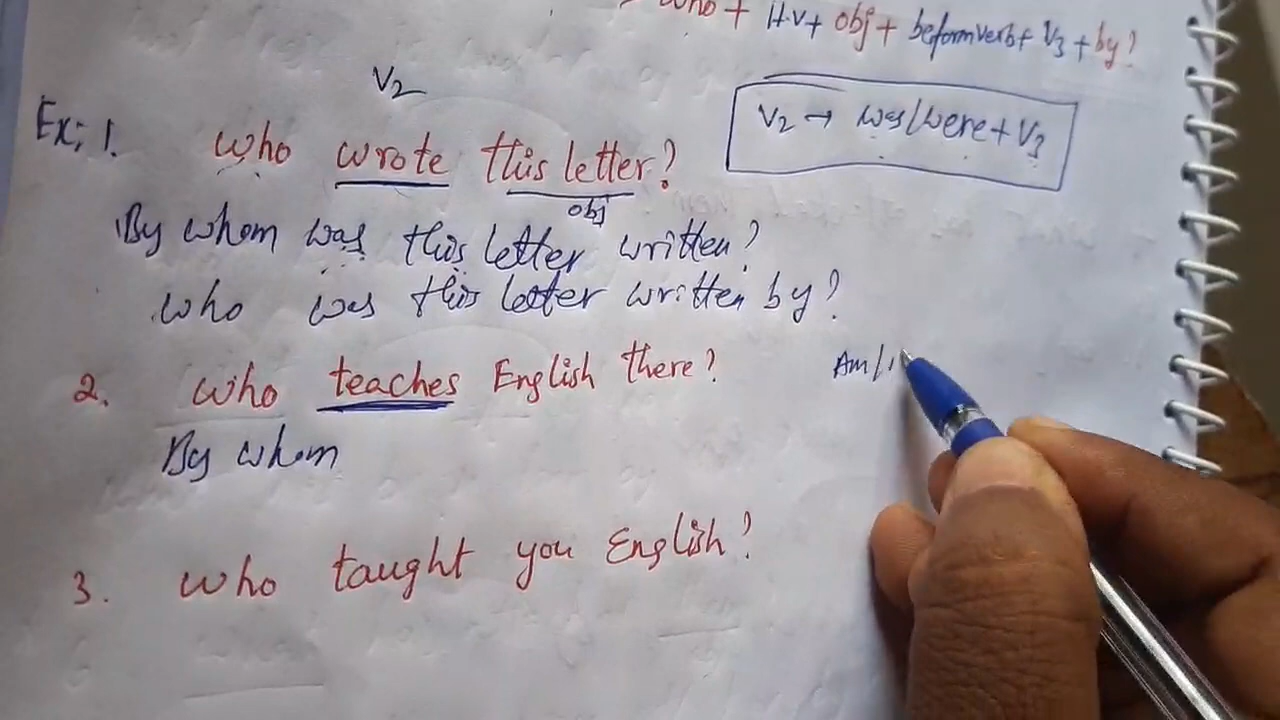 who + H.v + obj + beformverb + V3 + by?
V2
V2 → was/were + V3
Ex; 1. who wrote this letter?
obj
By whom was this letter written?
who was this letter written by?
2. who teaches English there?
Am/
By whom
3. who taught you English?